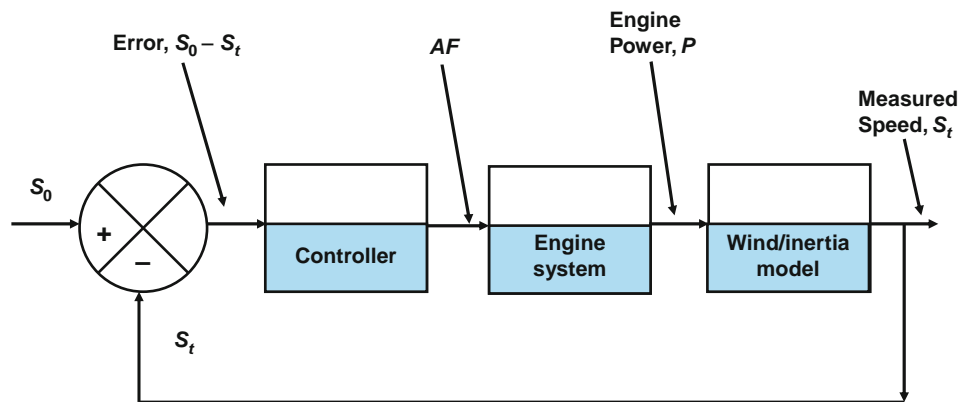 Error, S₀ – Sₜ
AF
Engine
Power, P
Measured
Speed, Sₜ
S₀
+
–
Controller
Engine
system
Wind/inertia
model
Sₜ